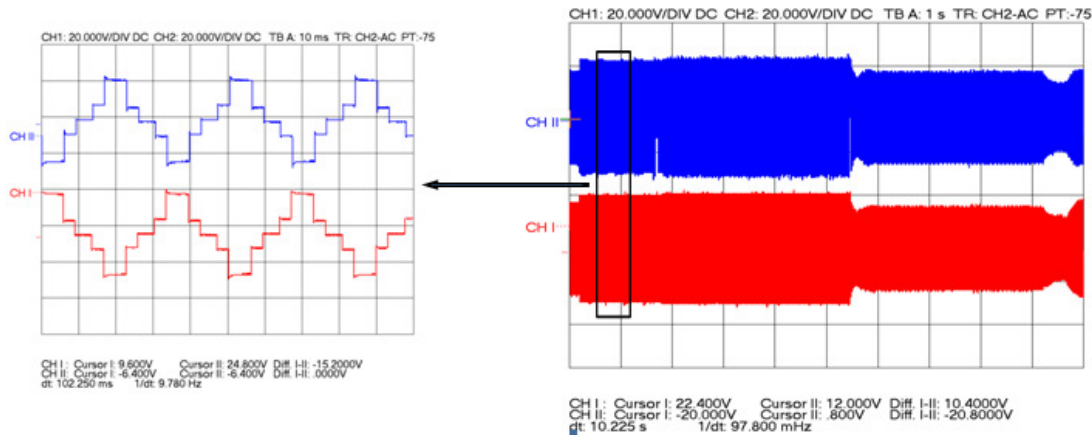 CH1: 20.000V/DIV DC CH2: 20.000V/DIV DC TB A: 10 ms TR: CH2-AC PT:-75
CH II
CH I
CH I : Cursor I: 9.600V Cursor II: 24.800V Diff. I-II: -15.2000V
CH II: Cursor I: -6.400V Cursor II: -6.400V Diff. I-II: .0000V
dt: 102.250 ms 1/dt: 9.780 Hz
CH1: 20.000V/DIV DC CH2: 20.000V/DIV DC TB A: 1 s TR: CH2-AC PT:-75
CH II
CH I
CH I : Cursor I: 22.400V Cursor II: 12.000V Diff. I-II: 10.4000V
CH II: Cursor I: -20.000V Cursor II: .800V Diff. I-II: -20.8000V
dt: 10.225 s 1/dt: 97.800 mHz